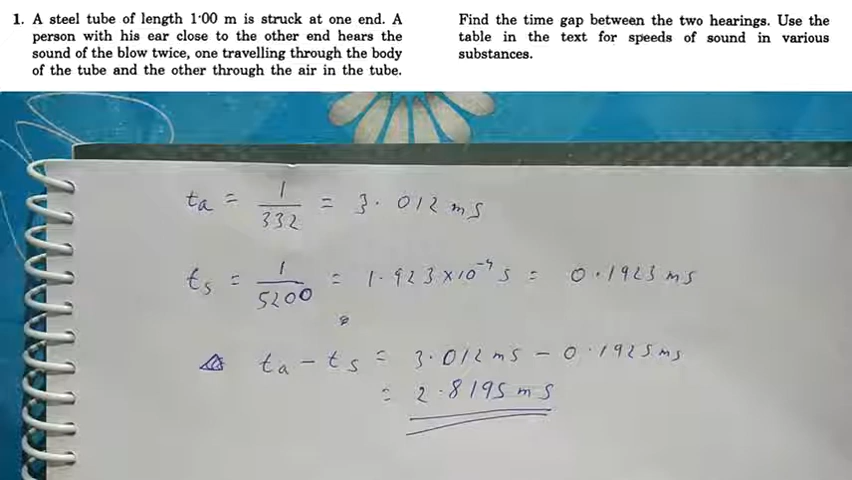 1. A steel tube of length 1·00 m is struck at one end. A
person with his ear close to the other end hears the
sound of the blow twice, one travelling through the body
of the tube and the other through the air in the tube.
Find the time gap between the two hearings. Use the
table in the text for speeds of sound in various
substances.
ta = 1/332 = 3.012 ms
ts = 1/5200 = 1.923×10⁻⁴ s = 0.1923 ms
ta - ts = 3.012 ms - 0.1925 ms
= 2.8195 ms